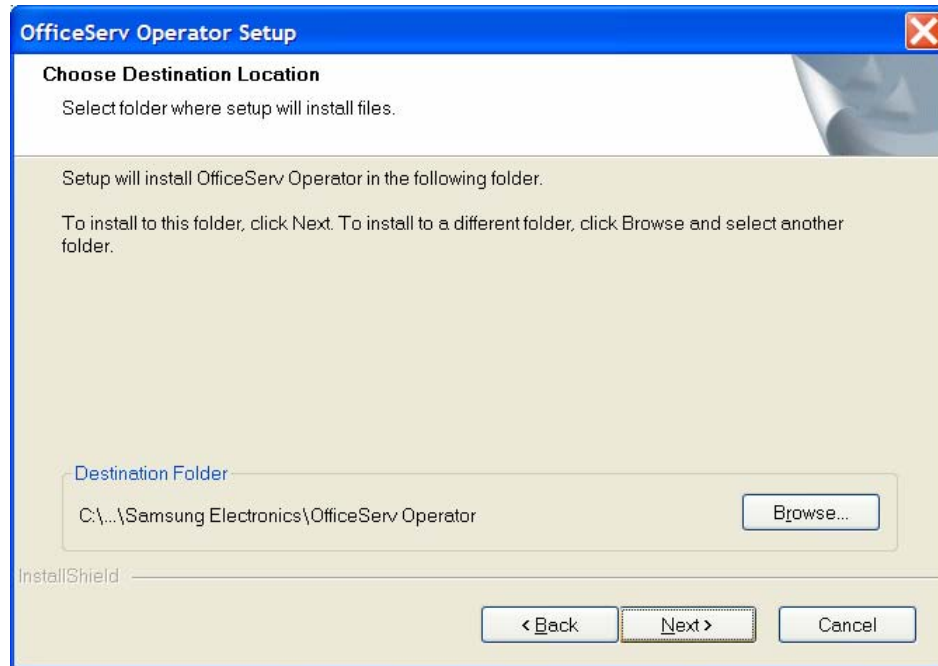 OfficeServ Operator Setup
Choose Destination Location
Select folder where setup will install files.
Setup will install OfficeServ Operator in the following folder.
To install to this folder, click Next. To install to a different folder, click Browse and select another
folder.
Destination Folder
C:\...\Samsung Electronics\OfficeServ Operator
Browse...
InstallShield
< Back
Next >
Cancel